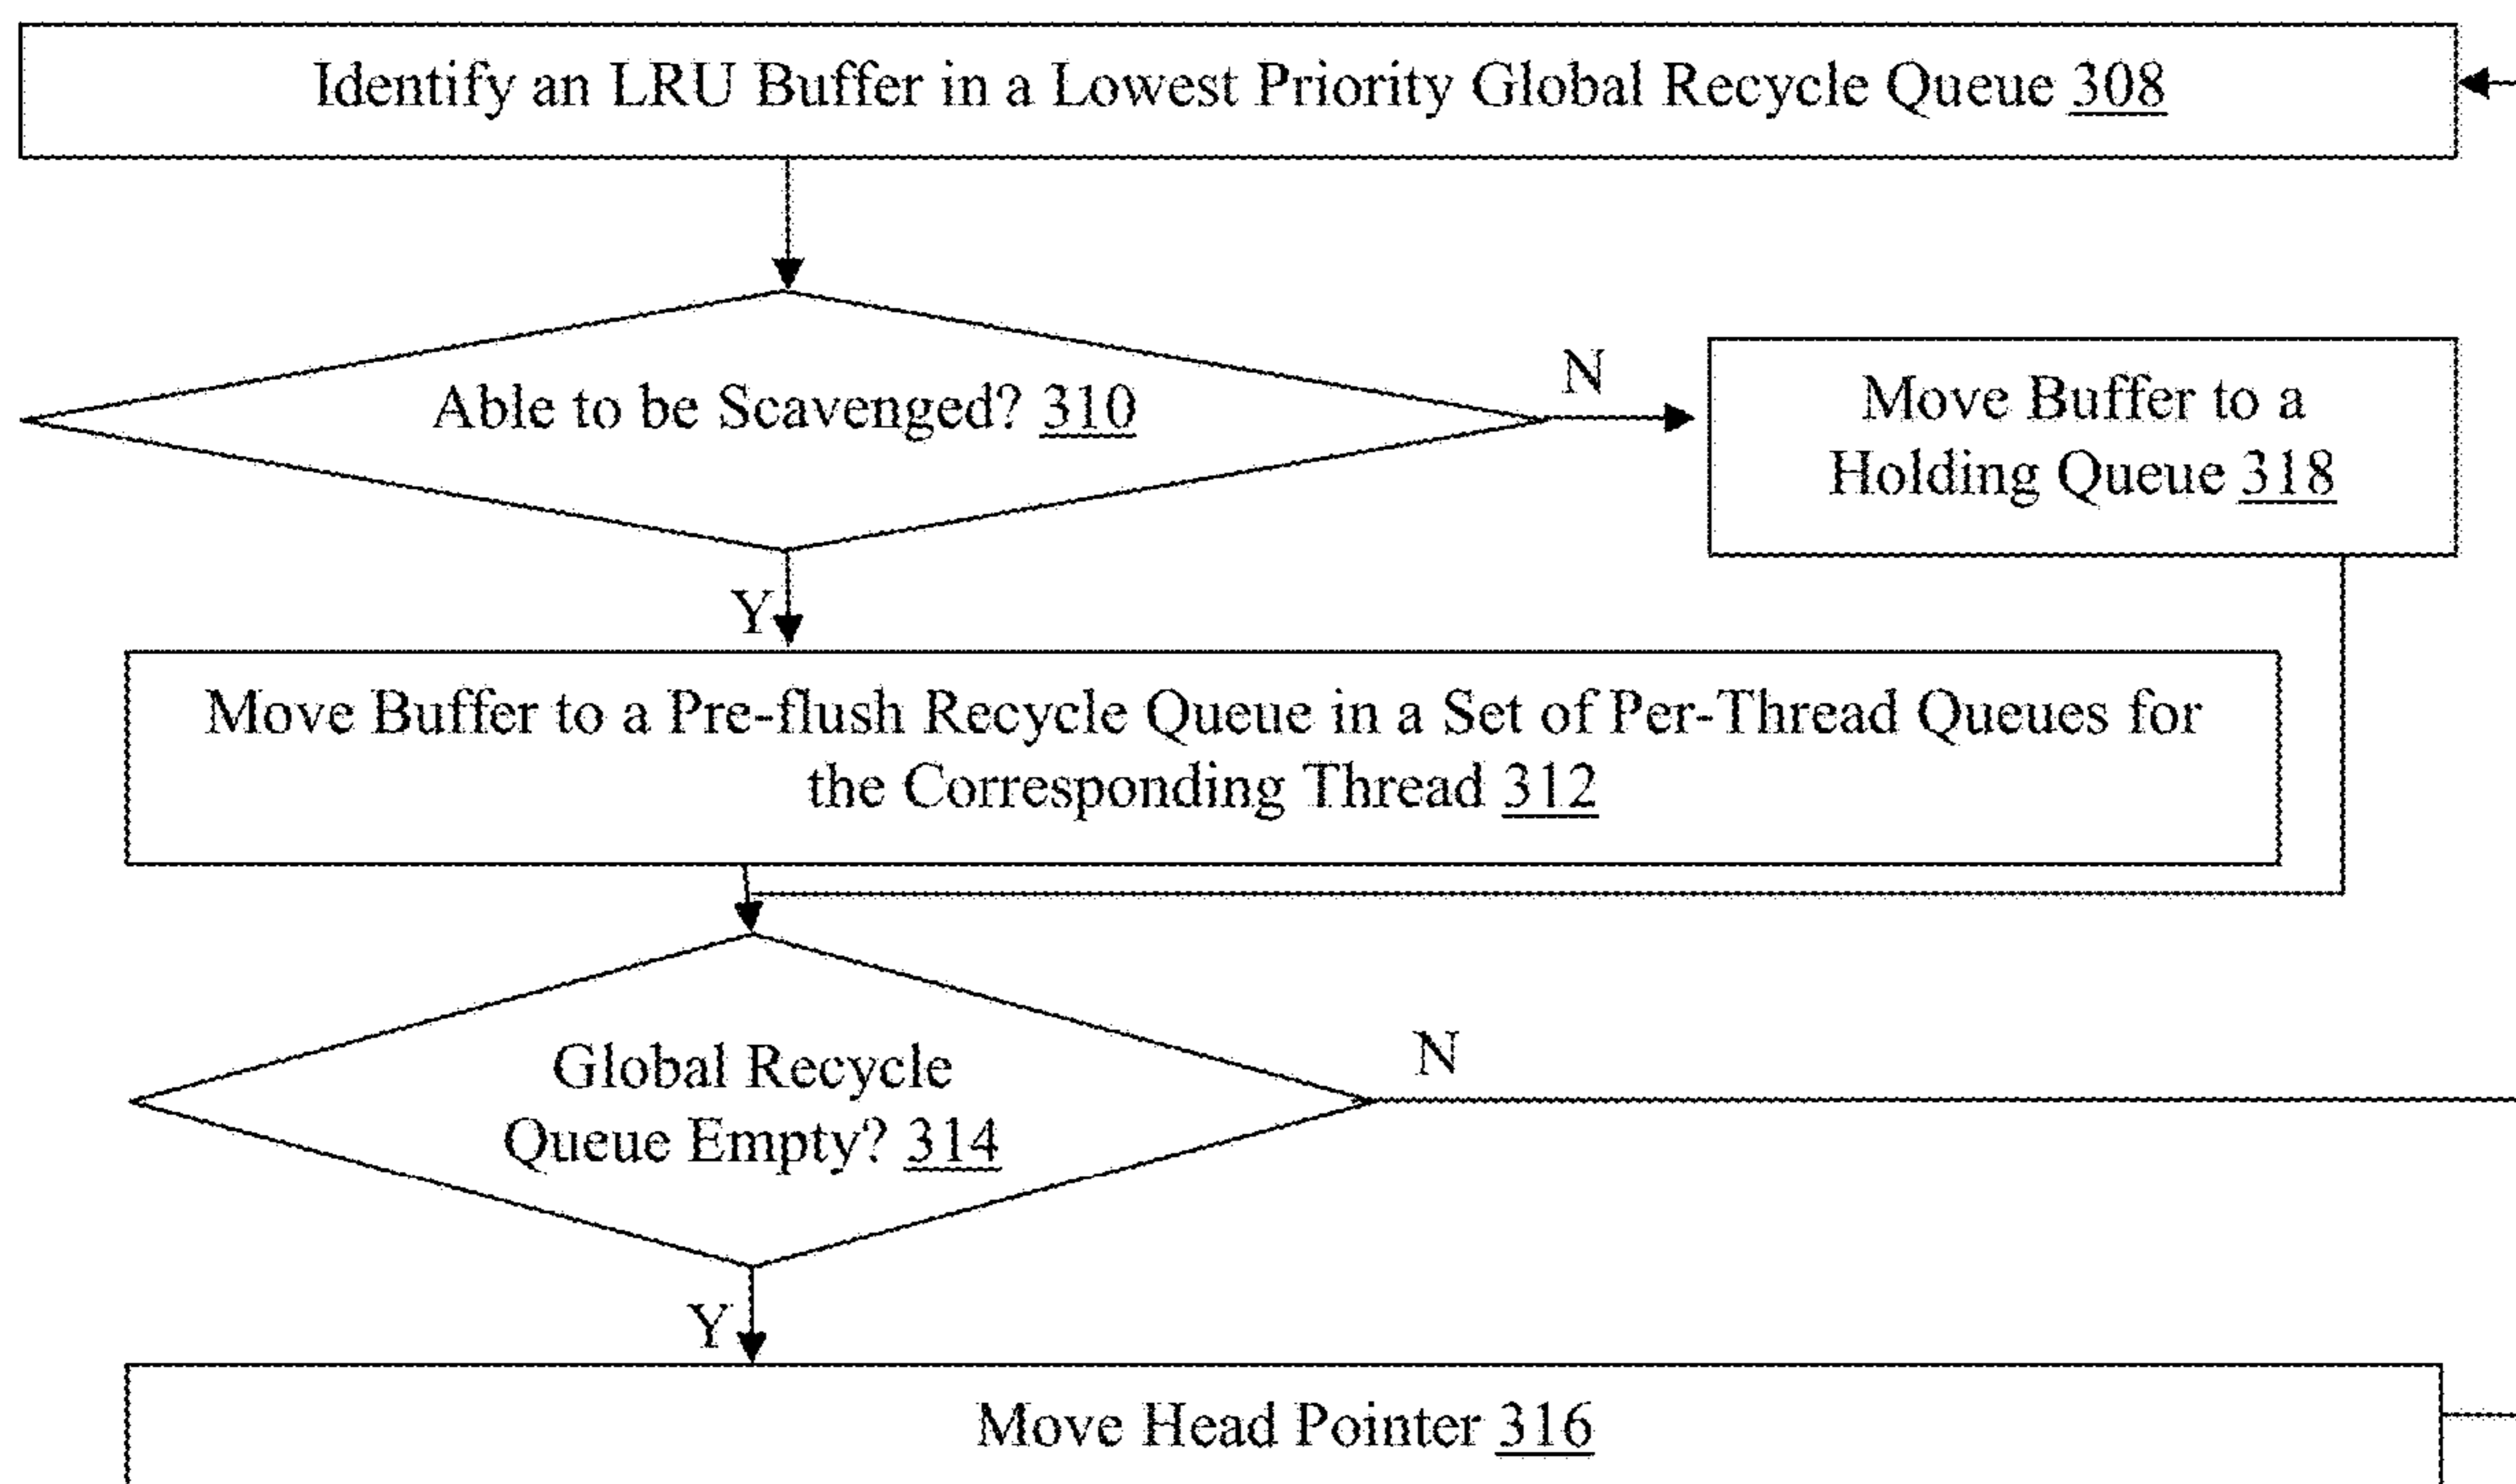 Identify an LRU Buffer in a Lowest Priority Global Recycle Queue 308
Able to be Scavenged? 310
N
Move Buffer to a
Holding Queue 318
Y
Move Buffer to a Pre-flush Recycle Queue in a Set of Per-Thread Queues for
the Corresponding Thread 312
Global Recycle
Queue Empty? 314
N
Y
Move Head Pointer 316